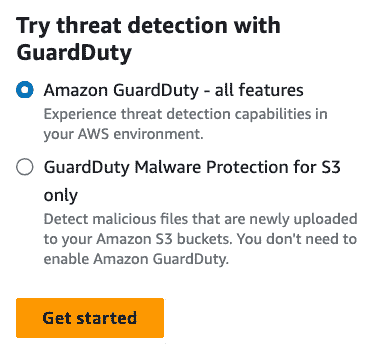 Try threat detection with
GuardDuty
Amazon GuardDuty - all features
Experience threat detection capabilities in
your AWS environment.
GuardDuty Malware Protection for S3
only
Detect malicious files that are newly uploaded
to your Amazon S3 buckets. You don't need to
enable Amazon GuardDuty.
Get started